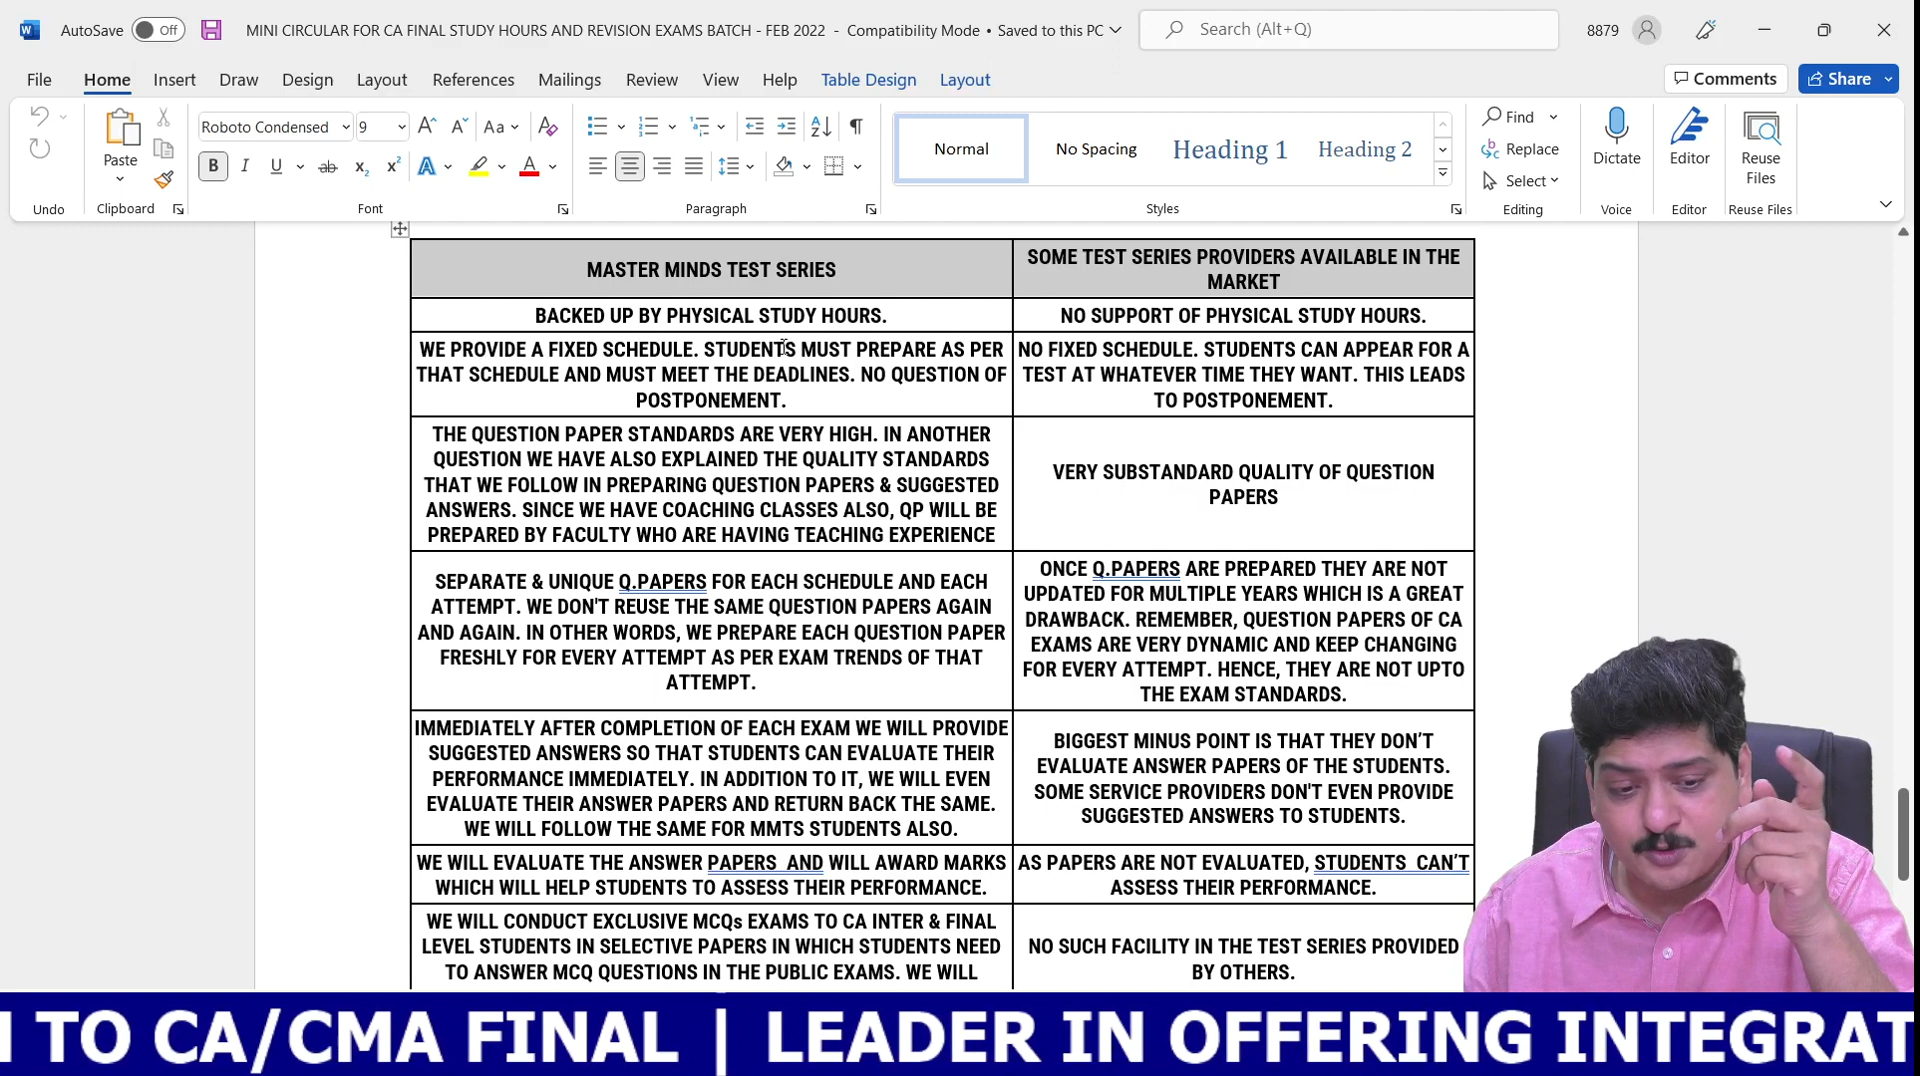 AutoSave Off MINI CIRCULAR FOR CA FINAL STUDY HOURS AND REVISION EXAMS BATCH - FEB 2022 - Compatibility Mode • Saved to this PC Search (Alt+Q) 8879
File Home Insert Draw Design Layout References Mailings Review View Help Table Design Layout Comments Share
Roboto Condensed 9 Aa
Paste
Normal No Spacing Heading 1 Heading 2
Find
Replace
Select
Dictate Editor Reuse Files
Undo Clipboard Font Paragraph Styles Editing Voice Editor Reuse Files
MASTER MINDS TEST SERIES
SOME TEST SERIES PROVIDERS AVAILABLE IN THE
MARKET
BACKED UP BY PHYSICAL STUDY HOURS.
NO SUPPORT OF PHYSICAL STUDY HOURS.
WE PROVIDE A FIXED SCHEDULE. STUDENTS MUST PREPARE AS PER
THAT SCHEDULE AND MUST MEET THE DEADLINES. NO QUESTION OF
POSTPONEMENT.
NO FIXED SCHEDULE. STUDENTS CAN APPEAR FOR A
TEST AT WHATEVER TIME THEY WANT. THIS LEADS
TO POSTPONEMENT.
THE QUESTION PAPER STANDARDS ARE VERY HIGH. IN ANOTHER
QUESTION WE HAVE ALSO EXPLAINED THE QUALITY STANDARDS
THAT WE FOLLOW IN PREPARING QUESTION PAPERS & SUGGESTED
ANSWERS. SINCE WE HAVE COACHING CLASSES ALSO, QP WILL BE
PREPARED BY FACULTY WHO ARE HAVING TEACHING EXPERIENCE
VERY SUBSTANDARD QUALITY OF QUESTION
PAPERS
SEPARATE & UNIQUE Q.PAPERS FOR EACH SCHEDULE AND EACH
ATTEMPT. WE DON'T REUSE THE SAME QUESTION PAPERS AGAIN
AND AGAIN. IN OTHER WORDS, WE PREPARE EACH QUESTION PAPER
FRESHLY FOR EVERY ATTEMPT AS PER EXAM TRENDS OF THAT
ATTEMPT.
ONCE Q.PAPERS ARE PREPARED THEY ARE NOT
UPDATED FOR MULTIPLE YEARS WHICH IS A GREAT
DRAWBACK. REMEMBER, QUESTION PAPERS OF CA
EXAMS ARE VERY DYNAMIC AND KEEP CHANGING
FOR EVERY ATTEMPT. HENCE, THEY ARE NOT UPTO
THE EXAM STANDARDS.
IMMEDIATELY AFTER COMPLETION OF EACH EXAM WE WILL PROVIDE
SUGGESTED ANSWERS SO THAT STUDENTS CAN EVALUATE THEIR
PERFORMANCE IMMEDIATELY. IN ADDITION TO IT, WE WILL EVEN
EVALUATE THEIR ANSWER PAPERS AND RETURN BACK THE SAME.
WE WILL FOLLOW THE SAME FOR MMTS STUDENTS ALSO.
BIGGEST MINUS POINT IS THAT THEY DON’T
EVALUATE ANSWER PAPERS OF THE STUDENTS.
SOME SERVICE PROVIDERS DON'T EVEN PROVIDE
SUGGESTED ANSWERS TO STUDENTS.
WE WILL EVALUATE THE ANSWER PAPERS AND WILL AWARD MARKS
WHICH WILL HELP STUDENTS TO ASSESS THEIR PERFORMANCE.
AS PAPERS ARE NOT EVALUATED, STUDENTS CAN’T
ASSESS THEIR PERFORMANCE.
WE WILL CONDUCT EXCLUSIVE MCQs EXAMS TO CA INTER & FINAL
LEVEL STUDENTS IN SELECTIVE PAPERS IN WHICH STUDENTS NEED
TO ANSWER MCQ QUESTIONS IN THE PUBLIC EXAMS. WE WILL
NO SUCH FACILITY IN THE TEST SERIES PROVIDED
BY OTHERS.
N TO CA/CMA FINAL | LEADER IN OFFERING INTEGRAT